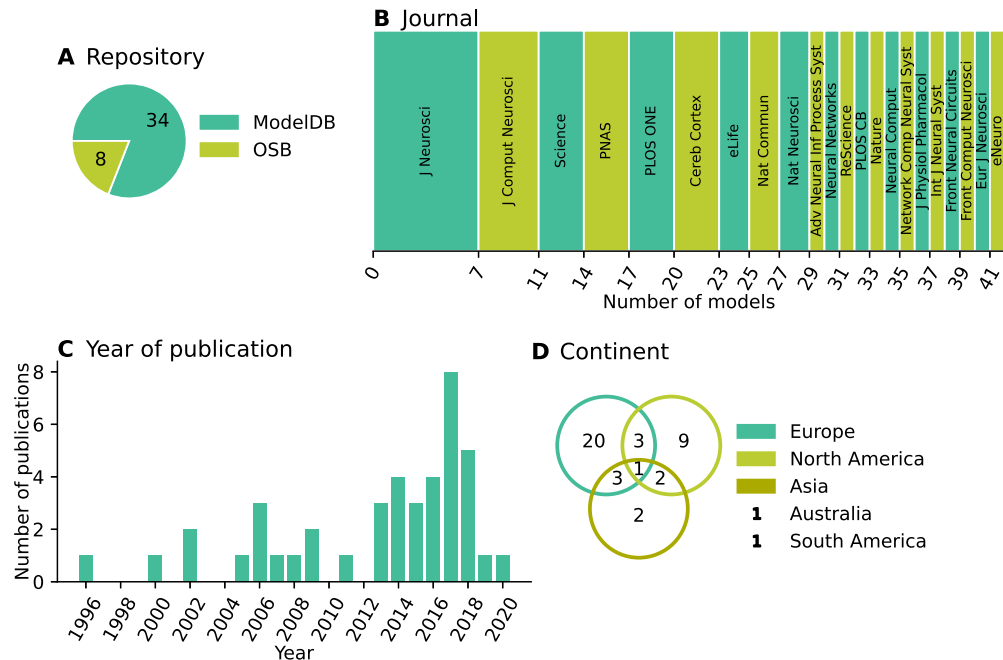 A Repository
34
8
ModelDB
OSB
B Journal
J Neurosci
J Comput Neurosci
Science
PNAS
PLOS ONE
Cereb Cortex
eLife
Nat Commun
Nat Neurosci
Adv Neural Inf Process Syst
Neural Networks
ReScience
PLOS CB
Nature
Neural Comput
Network Comp Neural Syst
J Physiol Pharmacol
Int J Neural Syst
Front Neural Circuits
Front Comput Neurosci
Eur J Neurosci
eNeuro
0 7 11 14 17 20 23 25 27 29 31 33 35 37 39 41
Number of models
C Year of publication
Number of publications
8
6
4
2
0
1996 1998 2000 2002 2004 2006 2008 2010 2012 2014 2016 2018 2020
Year
D Continent
20 3 9
1
3 2
2
Europe
North America
Asia
1 Australia
1 South America